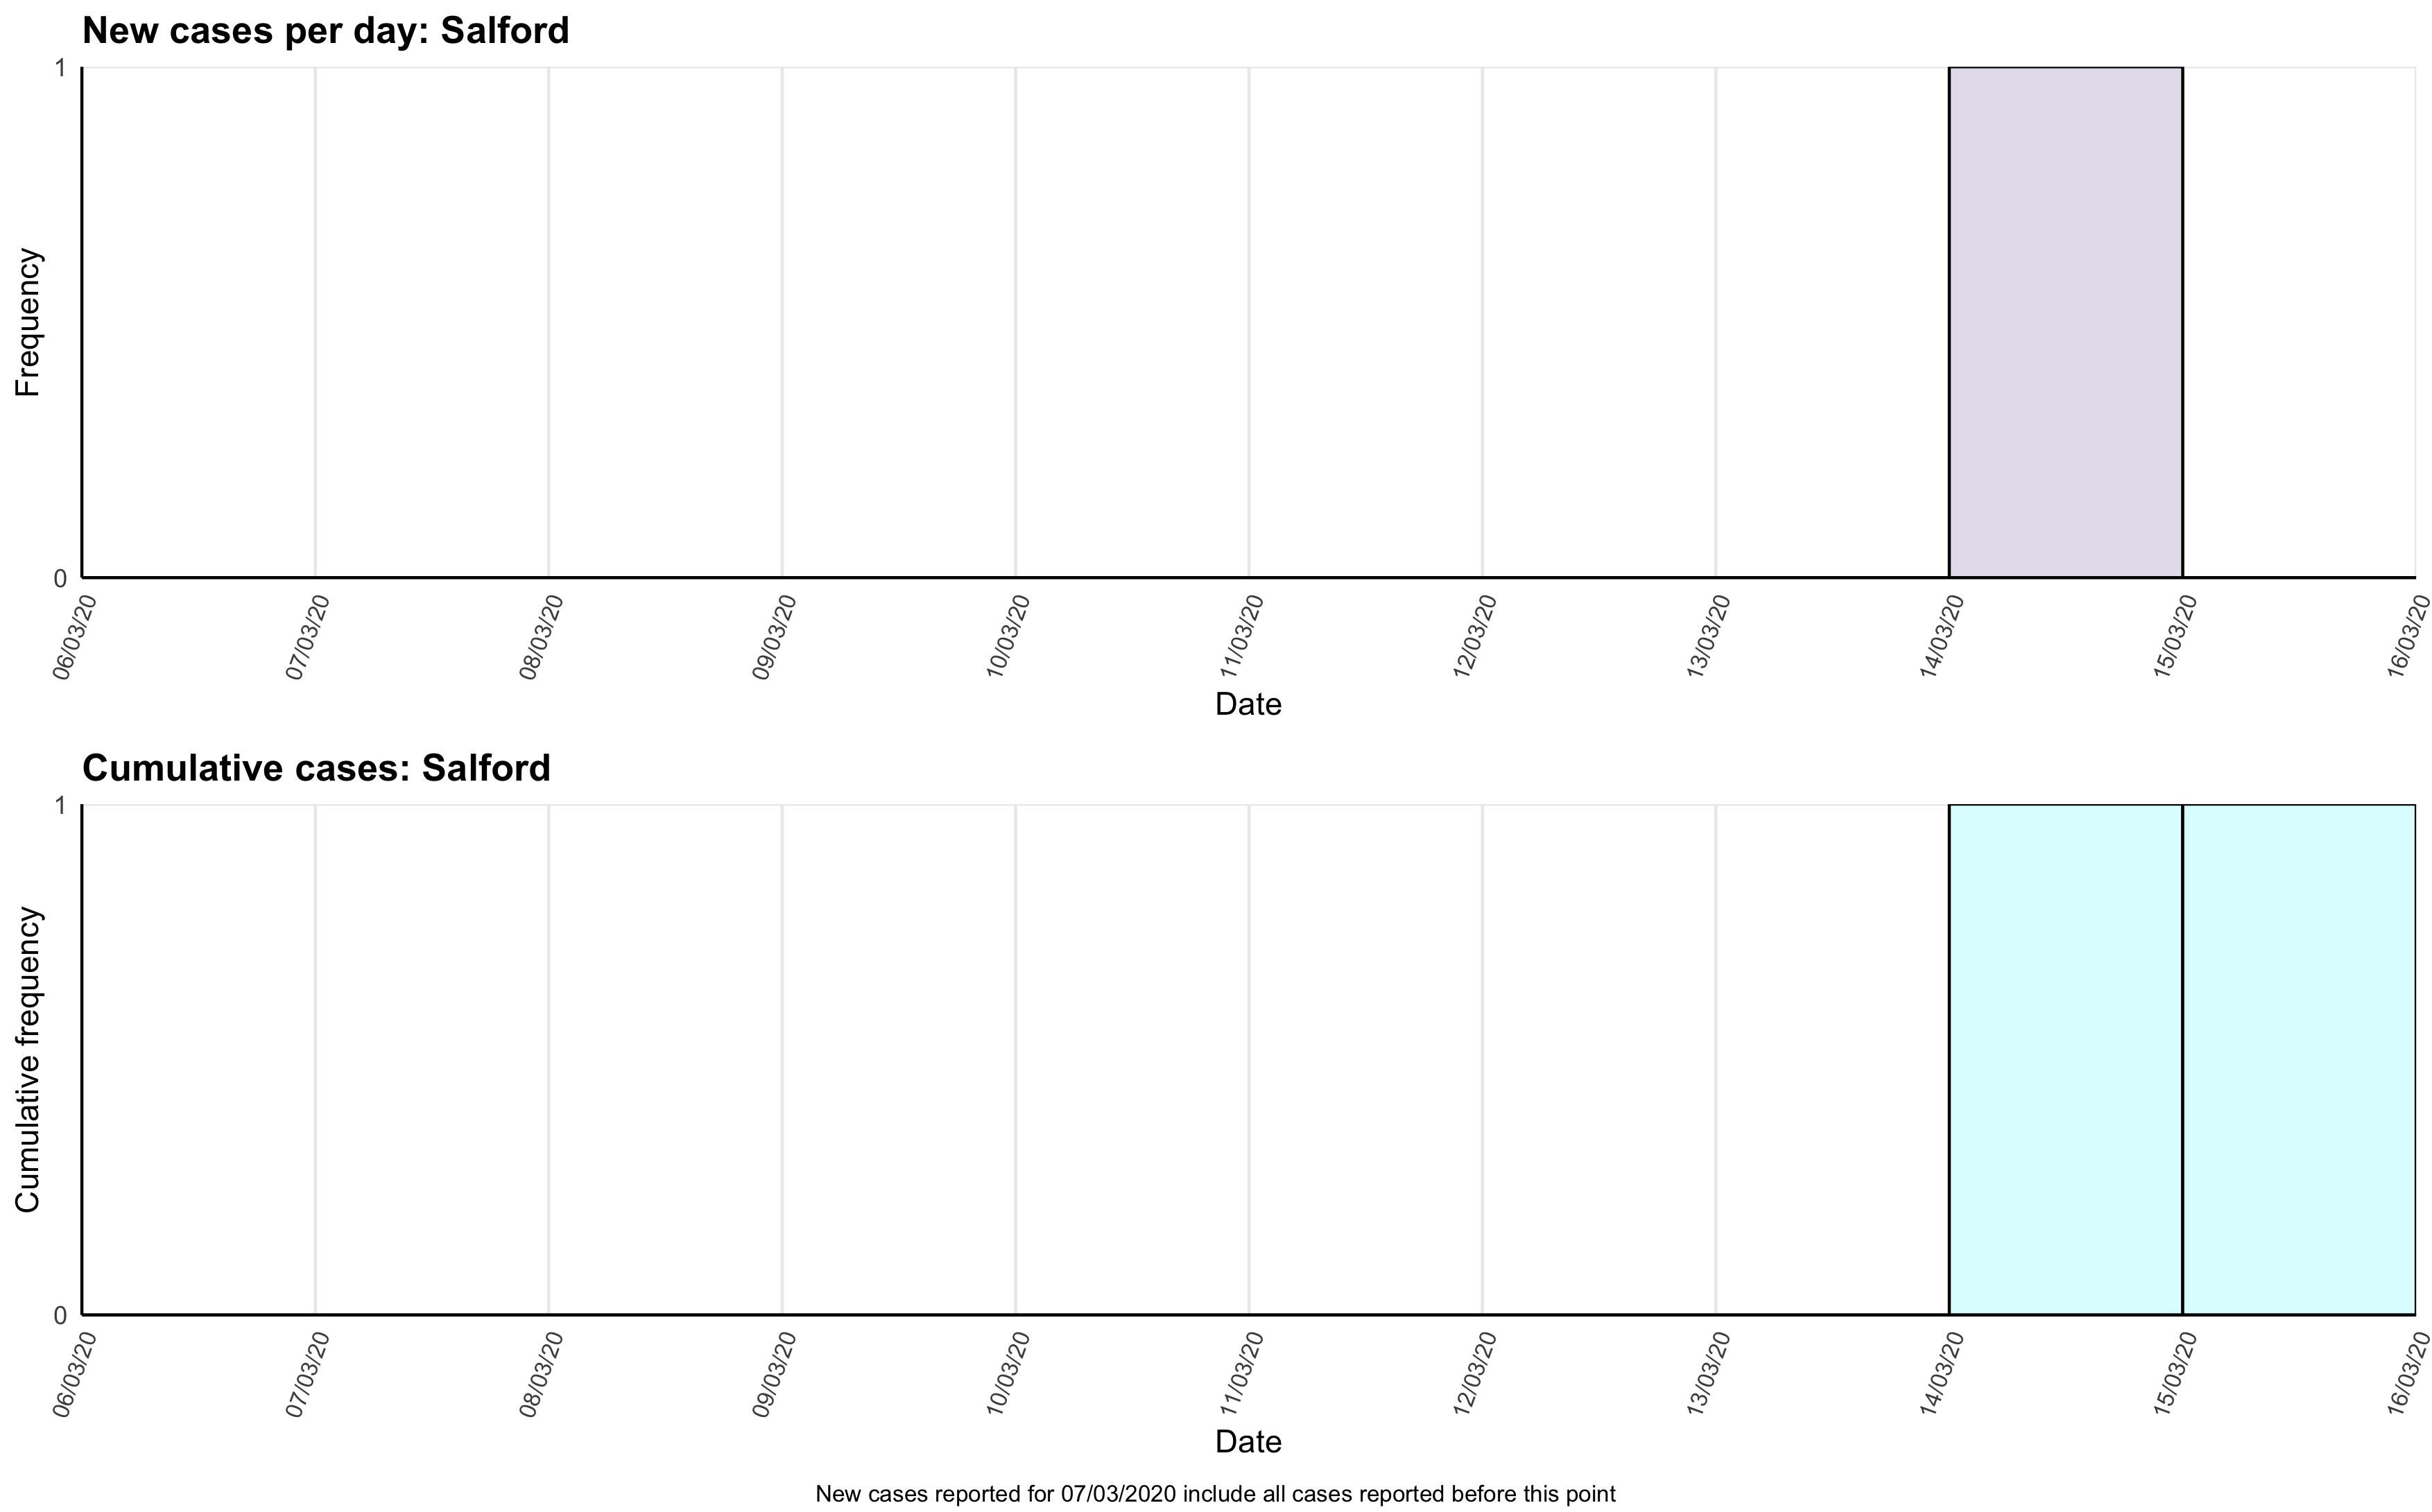 New cases per day: Salford
1
Frequency
0
06/03/20 07/03/20 08/03/20 09/03/20 10/03/20 11/03/20 12/03/20 13/03/20 14/03/20 15/03/20 16/03/20
Date
Cumulative cases: Salford
1
Cumulative frequency
0
06/03/20 07/03/20 08/03/20 09/03/20 10/03/20 11/03/20 12/03/20 13/03/20 14/03/20 15/03/20 16/03/20
Date
New cases reported for 07/03/2020 include all cases reported before this point